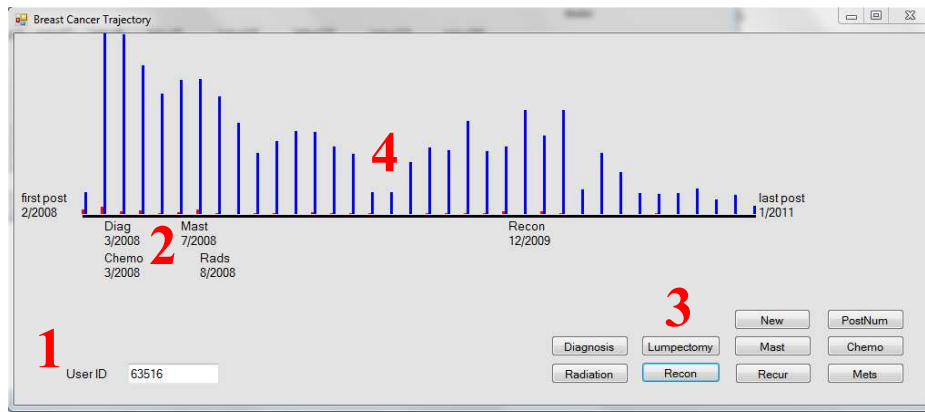 Breast Cancer Trajectory
4
first post
2/2008
last post
1/2011
Diag
3/2008
Mast
7/2008
Recon
12/2009
2
Chemo
3/2008
Rads
8/2008
3
New
PostNum
1
Diagnosis
Lumpectomy
Mast
Chemo
User ID
63516
Radiation
Recon
Recur
Mets